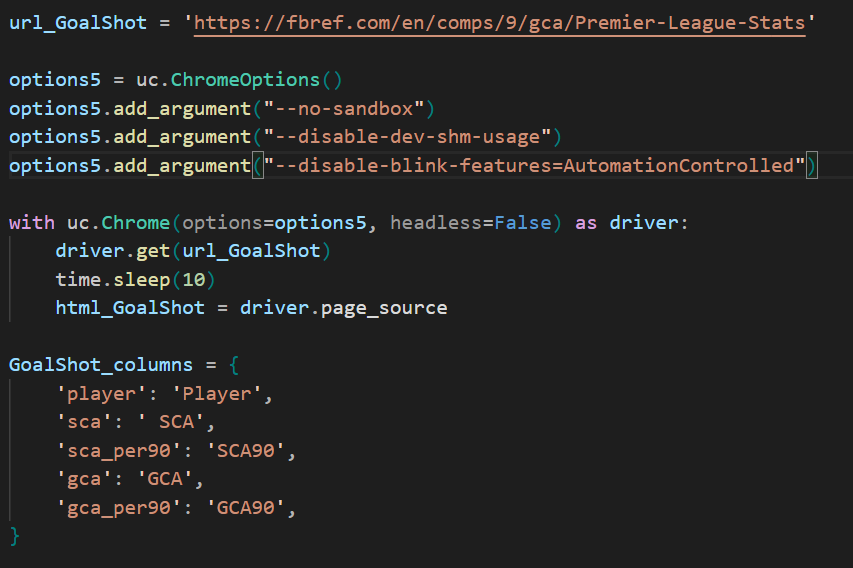 url_GoalShot = 'https://fbref.com/en/comps/9/gca/Premier-League-Stats'
options5 = uc.ChromeOptions()
options5.add_argument("--no-sandbox")
options5.add_argument("--disable-dev-shm-usage")
options5.add_argument("--disable-blink-features=AutomationControlled")
with uc.Chrome(options=options5, headless=False) as driver:
    driver.get(url_GoalShot)
    time.sleep(10)
    html_GoalShot = driver.page_source
GoalShot_columns = {
    'player': 'Player',
    'sca': ' SCA',
    'sca_per90': 'SCA90',
    'gca': 'GCA',
    'gca_per90': 'GCA90',
}